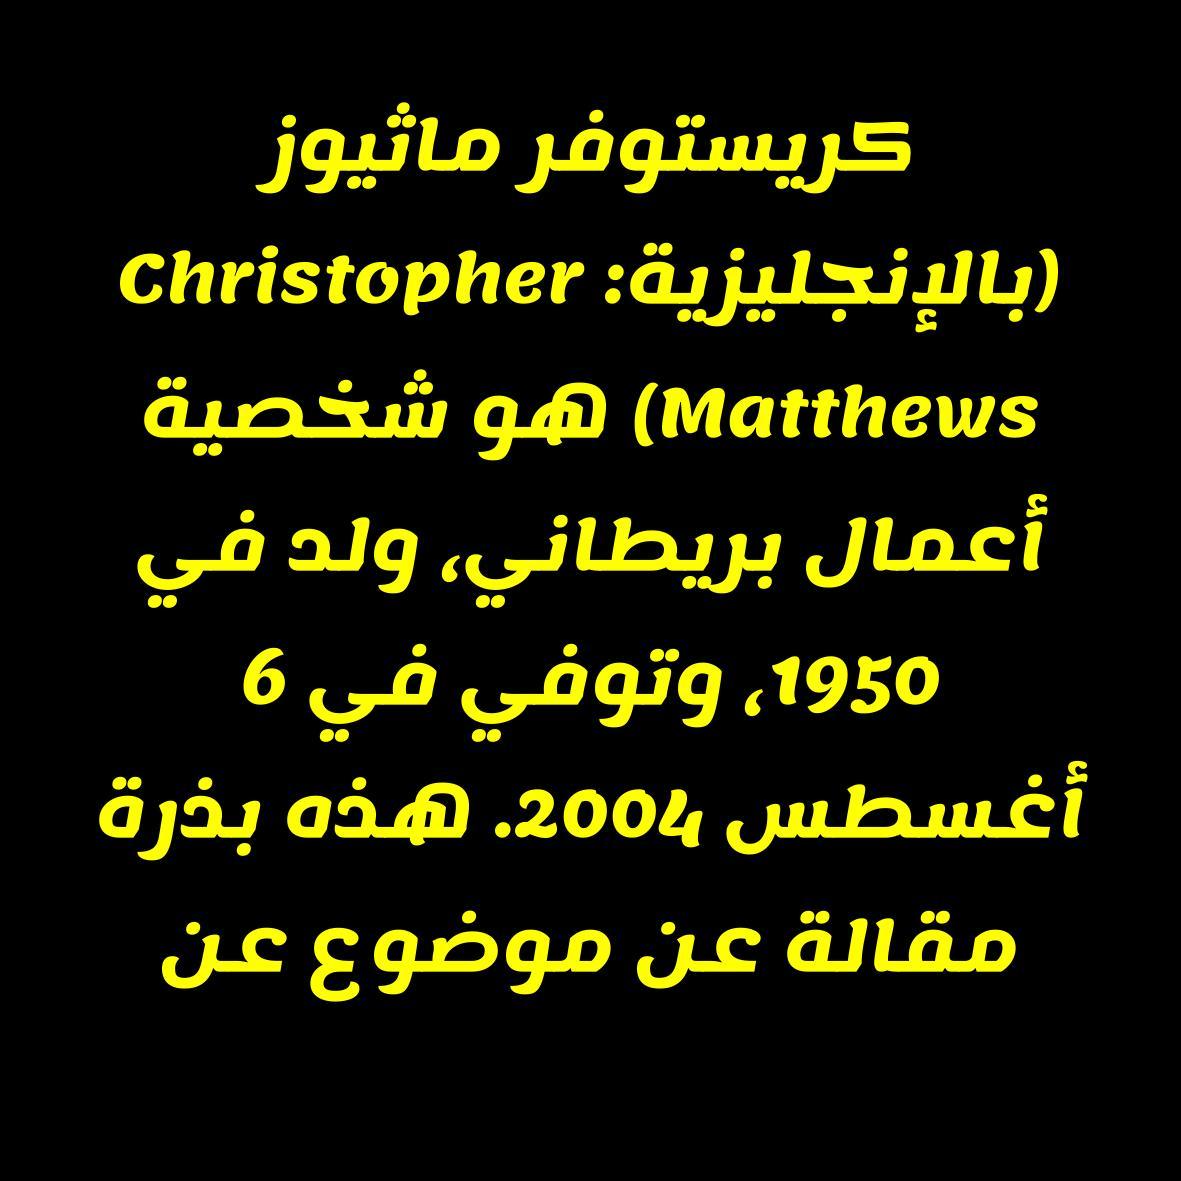 كريستوفر ماثيوز
(بالإنجليزية: Christopher
Matthews) هو شخصية
أعمال بريطاني، ولد في
1950، وتوفي في 6
أغسطس 2004. هذه بذرة
مقالة عن موضوع عن